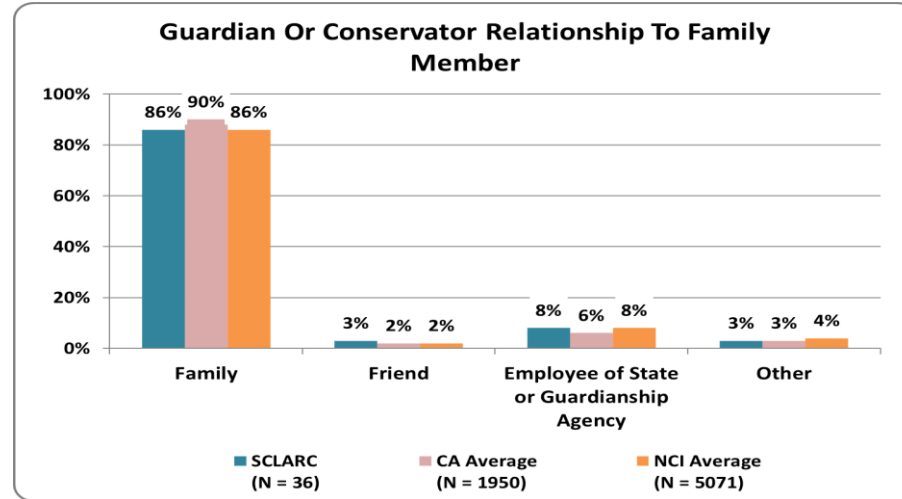 Guardian Or Conservator Relationship To Family
Member
100%
80%
60%
40%
20%
0%
86%
90%
86%
3%
2%
2%
8%
6%
8%
3%
3%
4%
Family
Friend
Employee of State
or Guardianship
Agency
Other
SCLARC
(N = 36)
CA Average
(N = 1950)
NCI Average
(N = 5071)